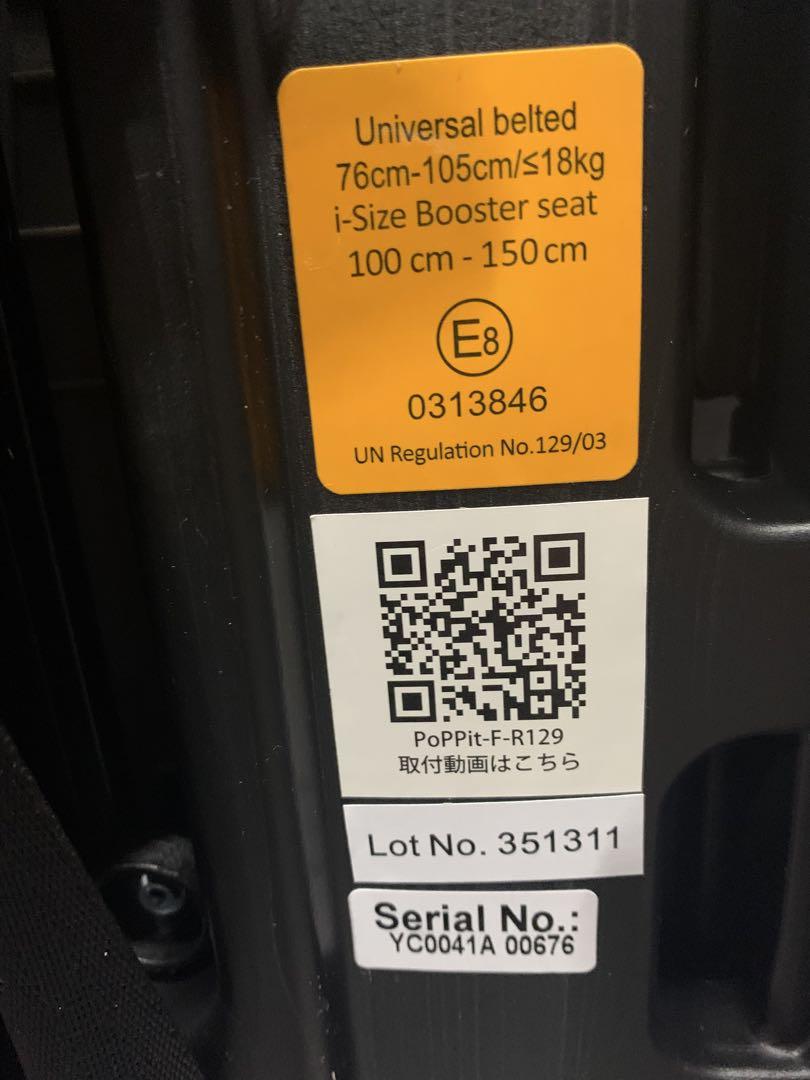 Universal belted
76cm-105cm/≤18kg
i-Size Booster seat
100 cm - 150 cm
E8
0313846
UN Regulation No.129/03
PoPPit-F-R129
取付動画はこちら
Lot No. 351311
Serial No.:
YC0041A 00676